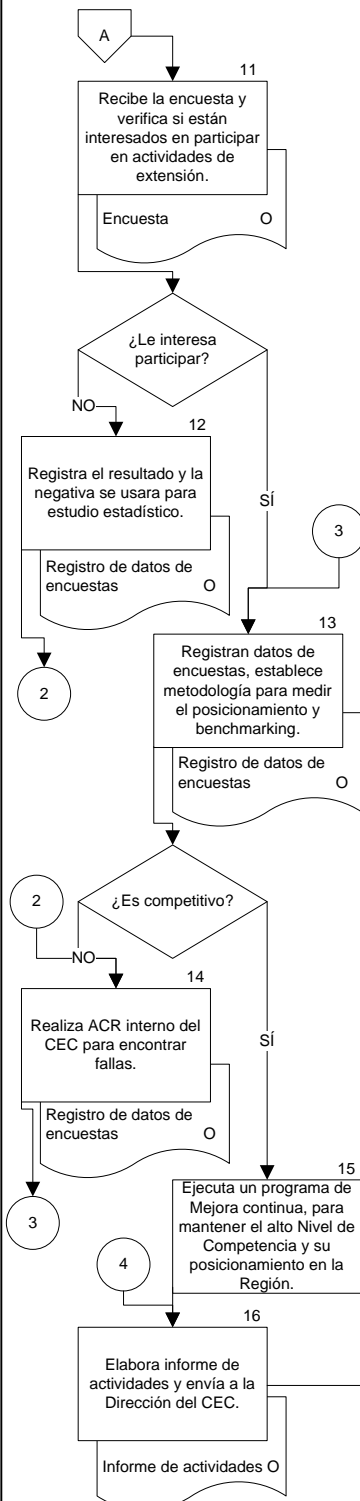 A
11
Recibe la encuesta y
verifica si están
interesados en participar
en actividades de
extensión.
Encuesta O
¿Le interesa
participar?
NO
12
Registra el resultado y la
negativa se usara para
estudio estadístico.
SÍ
3
Registro de datos de
encuestas O
13
Registran datos de
encuestas, establece
metodología para medir
el posicionamiento y
benchmarking.
2
Registro de datos de
encuestas O
¿Es competitivo?
2
NO
14
Realiza ACR interno del
CEC para encontrar
fallas.
SÍ
Registro de datos de
encuestas O
15
Ejecuta un programa de
Mejora continua, para
mantener el alto Nivel de
Competencia y su
posicionamiento en la
Región.
3
4
16
Elabora informe de
actividades y envía a la
Dirección del CEC.
Informe de actividades O